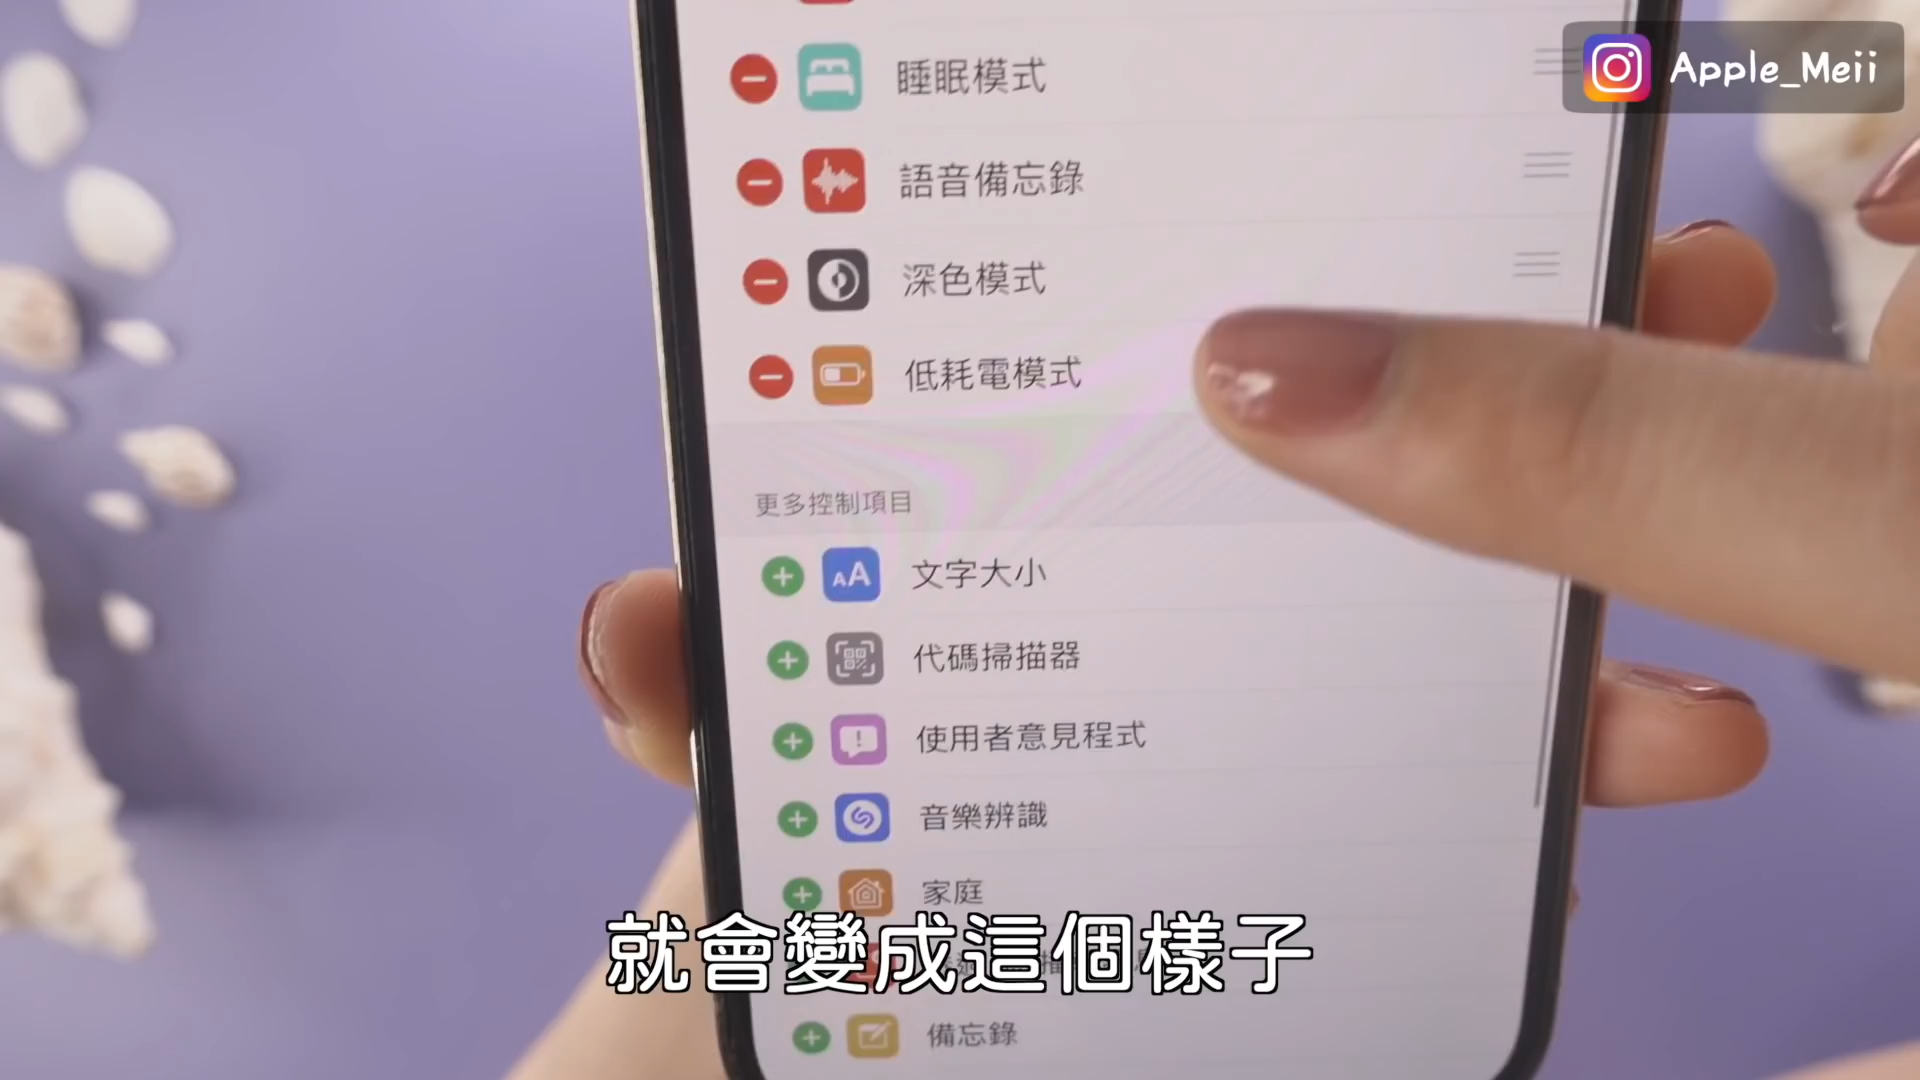 Apple_Meii
睡眠模式
語音備忘錄
深色模式
低耗電模式
更多控制項目
AA 文字大小
代碼掃描器
使用者意見程式
音樂辨識
家庭
就會變成這個樣子
備忘錄